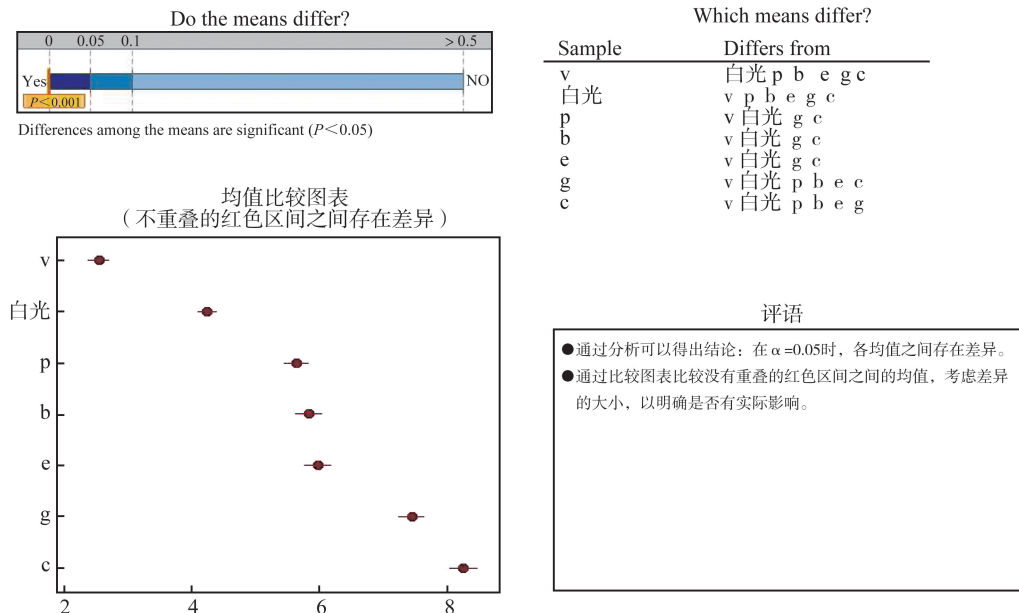 Do the means differ?
0 0.05 0.1 > 0.5
Yes NO
P<0.001
Differences among the means are significant (P<0.05)
Which means differ?
Sample Differs from
v 白光 p b e g c
白光 v p b e g c
p v 白光 g c
b v 白光 g c
e v 白光 g c
g v 白光 p b e c
c v 白光 p b e g
均值比较图表
（不重叠的红色区间之间存在差异）
v
白光
p
b
e
g
c
2 4 6 8
评语
●通过分析可以得出结论：在 α=0.05时，各均值之间存在差异。
●通过比较图表比较没有重叠的红色区间之间的均值，考虑差异
的大小，以明确是否有实际影响。